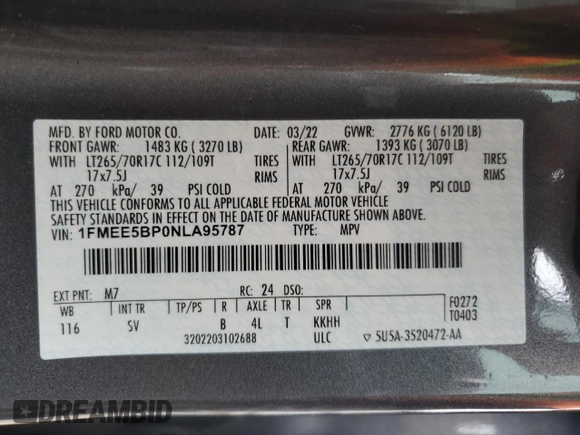 MFD. BY FORD MOTOR CO. DATE: 03/22 GVWR: 2776 KG ( 6120 LB)
FRONT GAWR: 1483 KG ( 3270 LB) REAR GAWR: 1393 KG ( 3070 LB)
WITH LT265/70R17C 112/109T TIRES WITH LT265/70R17C 112/109T TIRES
17x7.5J RIMS 17x7.5J RIMS
AT 270 kPa/ 39 PSI COLD AT 270 kPa/ 39 PSI COLD
THIS VEHICLE CONFORMS TO ALL APPLICABLE FEDERAL MOTOR VEHICLE
SAFETY STANDARDS IN EFFECT ON THE DATE OF MANUFACTURE SHOWN ABOVE.
VIN: 1FMEE5BP0NLA95787 TYPE: MPV
EXT PNT: M7 RC: 24 DSO: F0272
WB INT TR TP/PS R AXLE TR SPR T0403
116 SV B 4L T KKHH
3202203102688 ULC 5U5A-3520472-AA
DREAMBID